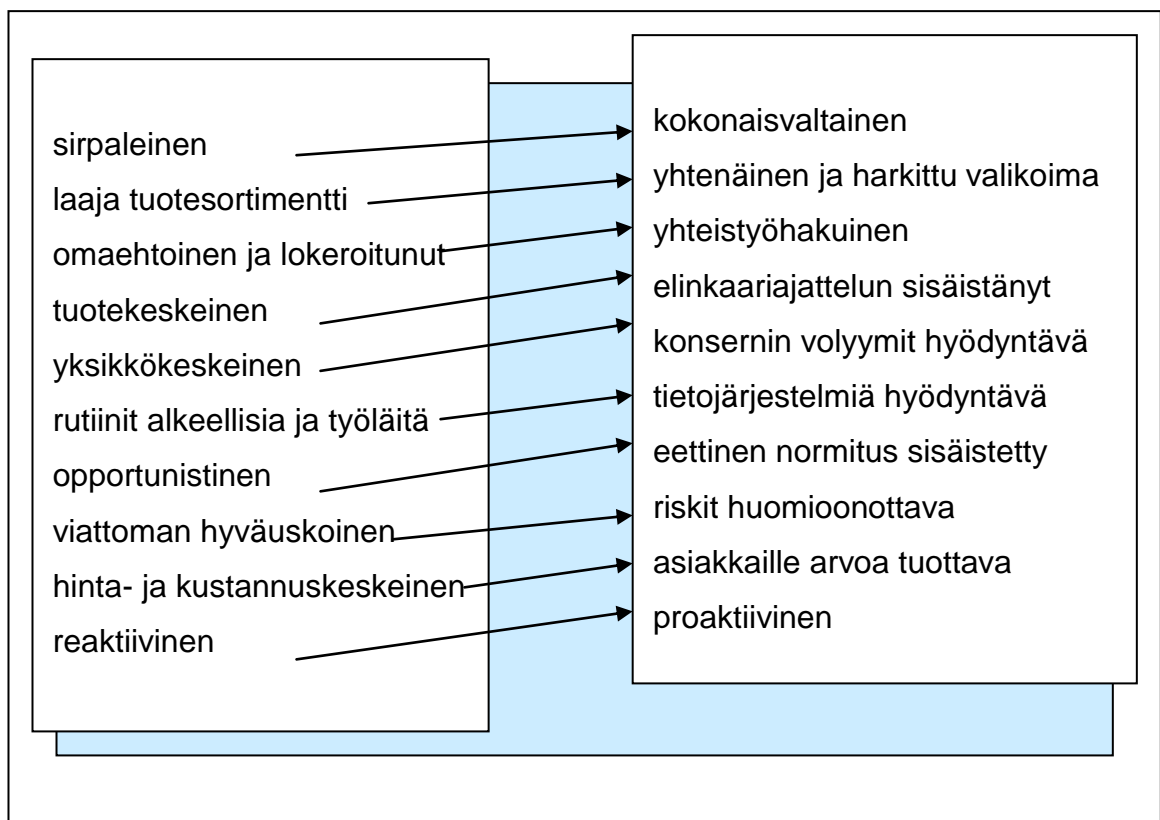 sirpaleinen
laaja tuotesortimentti
omaehtoinen ja lokeroitunut
tuotekeskeinen
yksikkökeskeinen
rutiinit alkeellisia ja työläitä
opportunistinen
viattoman hyväuskoinen
hinta- ja kustannuskeskeinen
reaktiivinen
kokonaisvaltainen
yhtenäinen ja harkittu valikoima
yhteistyöhakuinen
elinkaariajattelun sisäistänyt
konsernin volyymit hyödyntävä
tietojärjestelmiä hyödyntävä
eettinen normitus sisäistetty
riskit huomioonottava
asiakkaille arvoa tuottava
proaktiivinen